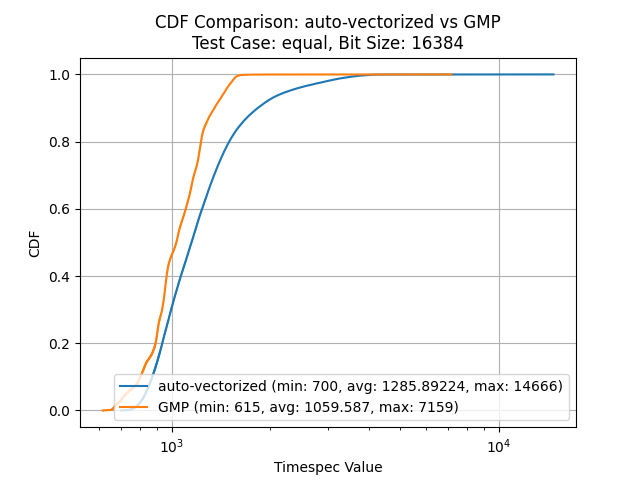 CDF Comparison: auto-vectorized vs GMP
Test Case: equal, Bit Size: 16384
1.0
0.8
0.6
0.4
0.2
0.0
CDF
auto-vectorized (min: 700, avg: 1285.89224, max: 14666)
GMP (min: 615, avg: 1059.587, max: 7159)
10³
10⁴
Timespec Value